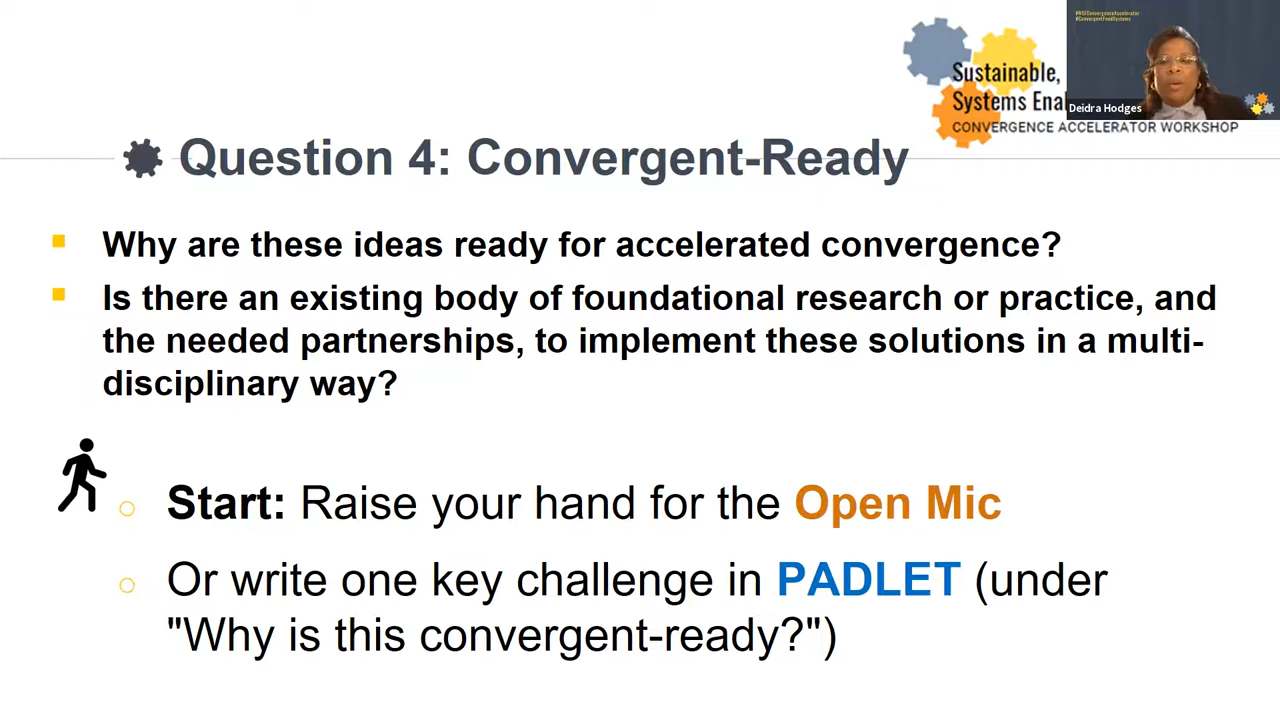 #NSFConvergenceAccelerator
#ConvergentFoodSystems
Sustainable,
Systems Enal
CONVERGENCE ACCELERATOR WORKSHOP
Deidra Hodges
Question 4: Convergent-Ready
Why are these ideas ready for accelerated convergence?
Is there an existing body of foundational research or practice, and
the needed partnerships, to implement these solutions in a multi-
disciplinary way?
Start: Raise your hand for the Open Mic
Or write one key challenge in PADLET (under
"Why is this convergent-ready?")